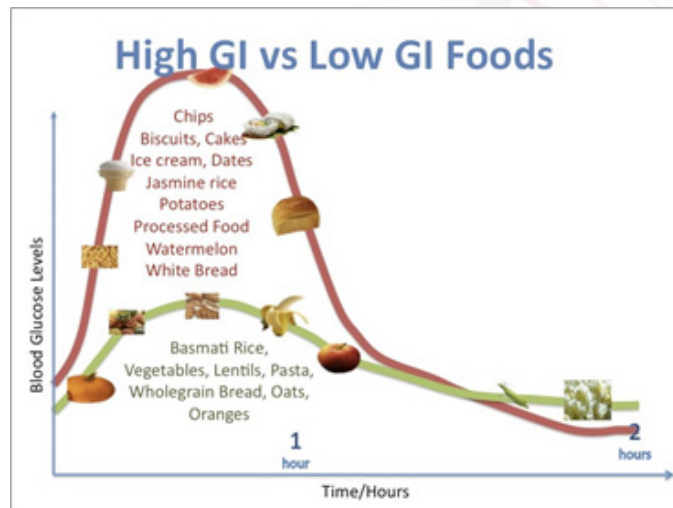 High GI vs Low GI Foods
Chips
Biscuits, Cakes
Ice cream, Dates
Jasmine rice
Potatoes
Processed Food
Watermelon
White Bread
Blood Glucose Levels
Basmati Rice,
Vegetables, Lentils, Pasta,
Wholegrain Bread, Oats,
Oranges
1
hour
2
hours
Time/Hours